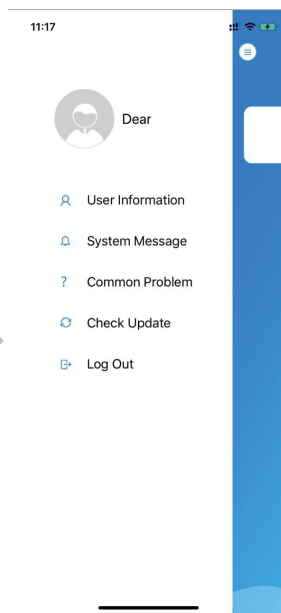 11:17
Dear
User Information
System Message
? Common Problem
Check Update
Log Out